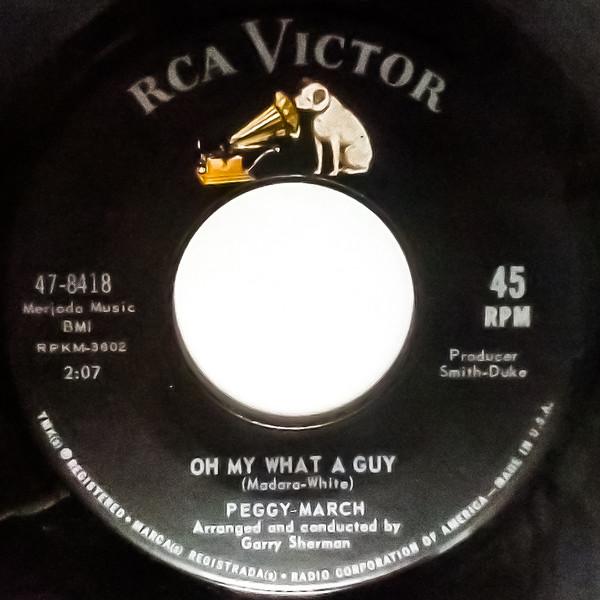 RCA VICTOR
47-8418
Merjoda Music
BMI
RPKM-3602
2:07
45
RPM
Producer
Smith-Duke
OH MY WHAT A GUY
(Madara-White)
PEGGY-MARCH
Arranged and conducted by
Garry Sherman
TMK(s) ® REGISTERED • MARCA(s) REGISTRADA(s) • RADIO CORPORATION OF AMERICA—MADE IN U.S.A.